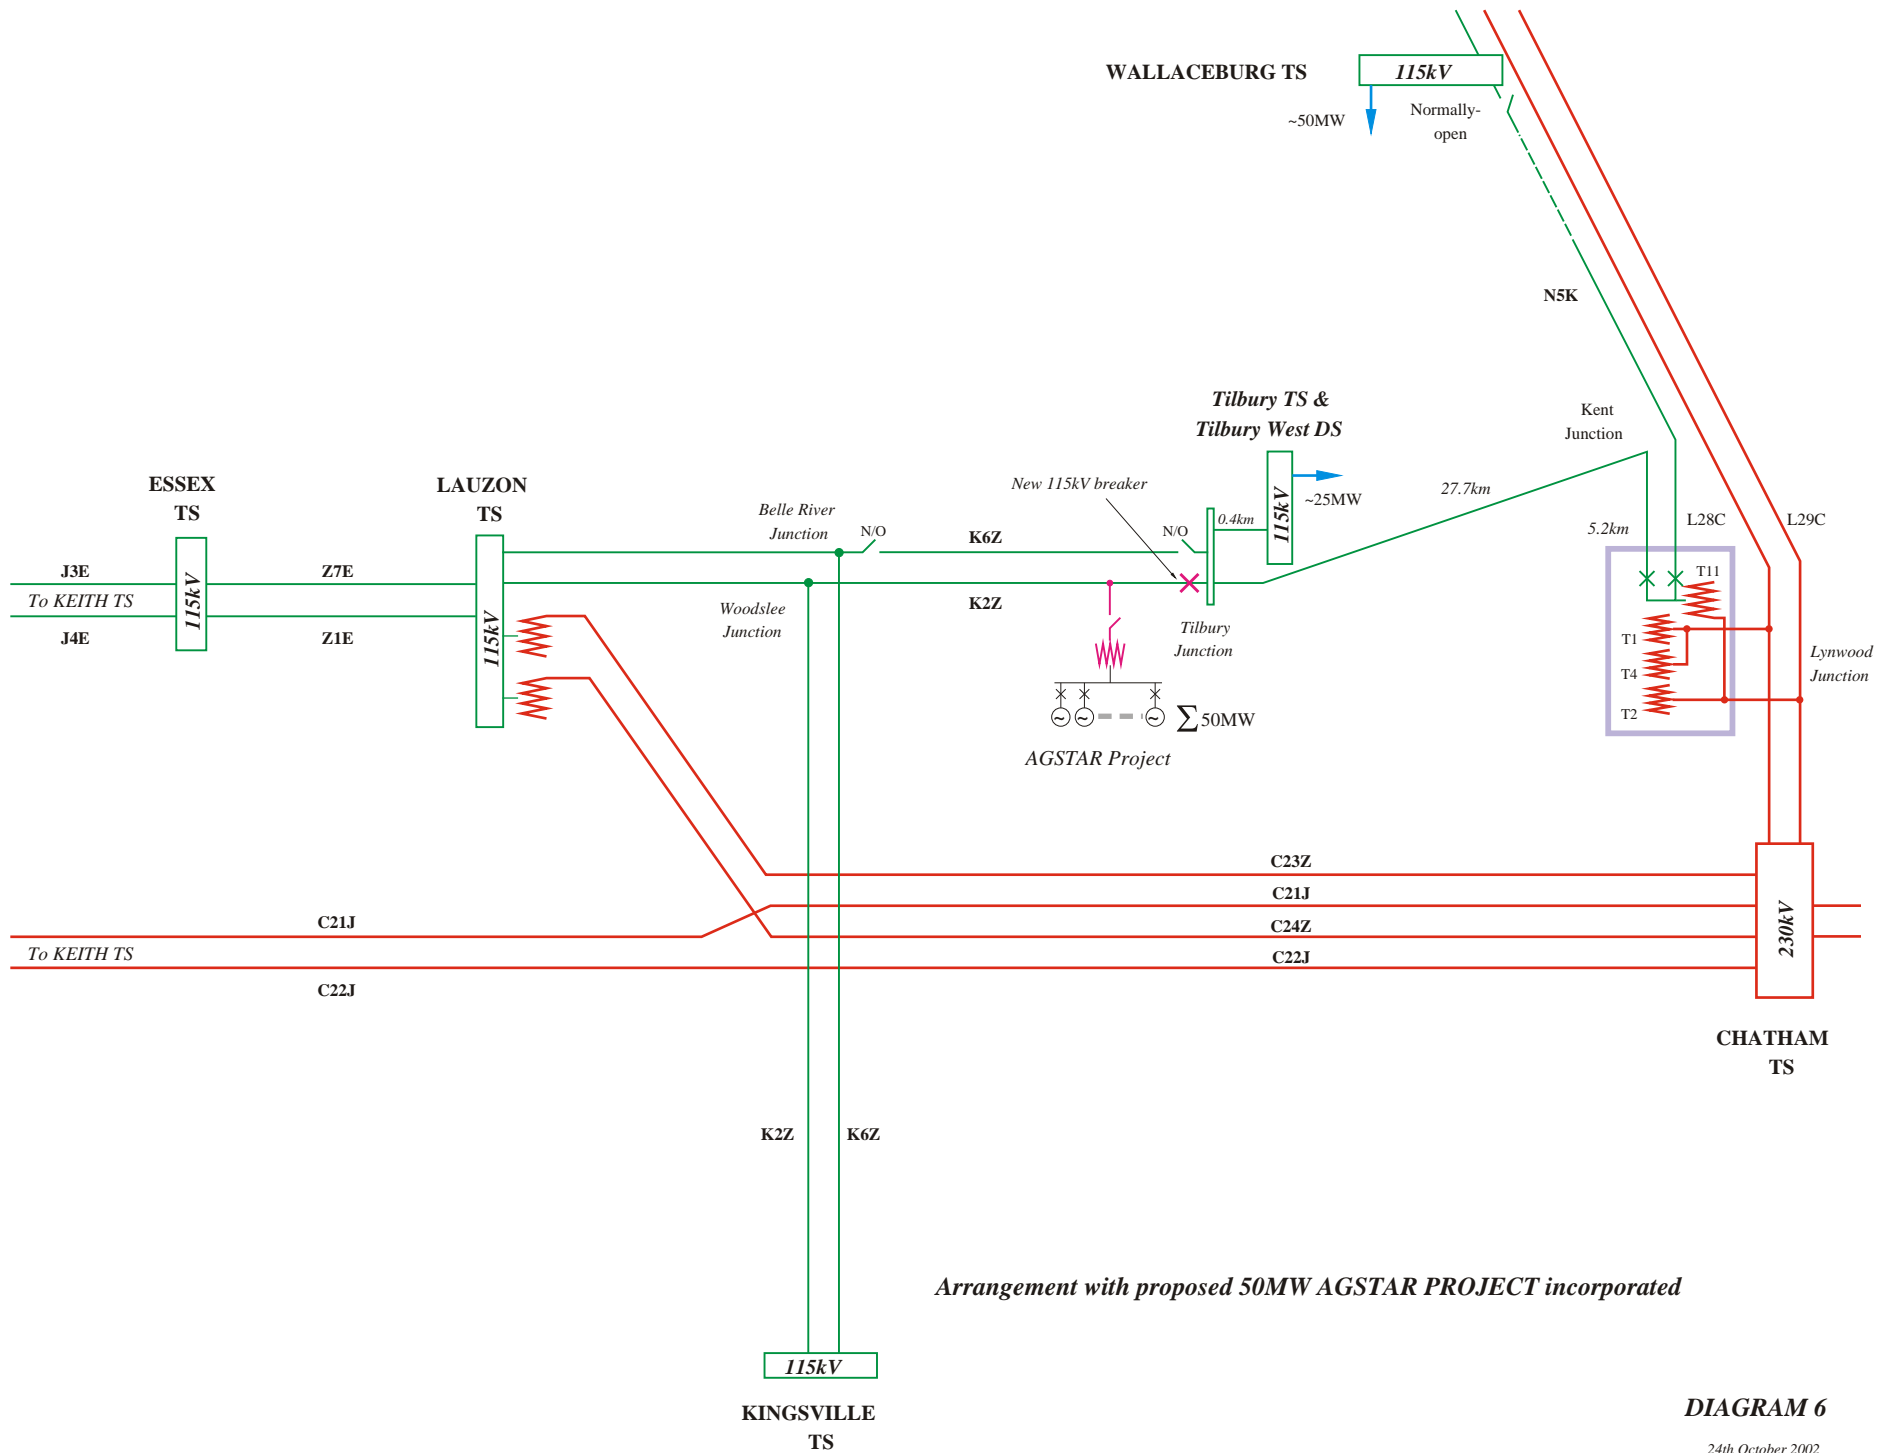 WALLACEBURG TS
115kV
~50MW
Normally-
open
N5K
Tilbury TS &
Tilbury West DS
Kent
Junction
ESSEX
TS
LAUZON
TS
New 115kV breaker
27.7km
~25MW
115kV
Belle River
Junction
N/O
K6Z
N/O
0.4km
5.2km
L28C
L29C
J3E
Z7E
To KEITH TS
115kV
J4E
Z1E
115kV
Woodslee
Junction
K2Z
Tilbury
Junction
T11
T1
T4
T2
Lynwood
Junction
~ ~ ~
∑50MW
AGSTAR Project
C23Z
C21J
C21J
C24Z
To KEITH TS
C22J
C22J
230kV
CHATHAM
TS
K2Z
K6Z
Arrangement with proposed 50MW AGSTAR PROJECT incorporated
115kV
KINGSVILLE
TS
DIAGRAM 6
24th October 2002